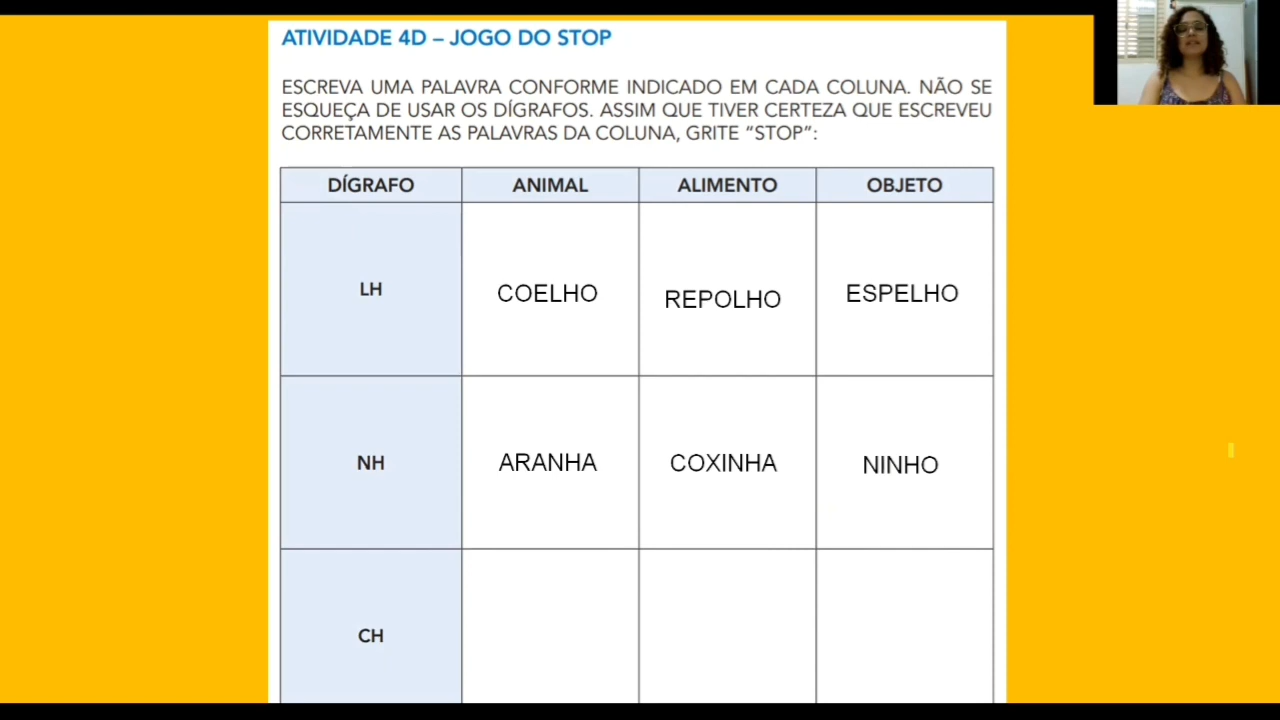 ATIVIDADE 4D – JOGO DO STOP
ESCREVA UMA PALAVRA CONFORME INDICADO EM CADA COLUNA. NÃO SE
ESQUEÇA DE USAR OS DÍGRAFOS. ASSIM QUE TIVER CERTEZA QUE ESCREVEU
CORRETAMENTE AS PALAVRAS DA COLUNA, GRITE “STOP”:
DÍGRAFO ANIMAL ALIMENTO OBJETO
LH COELHO REPOLHO ESPELHO
NH ARANHA COXINHA NINHO
CH